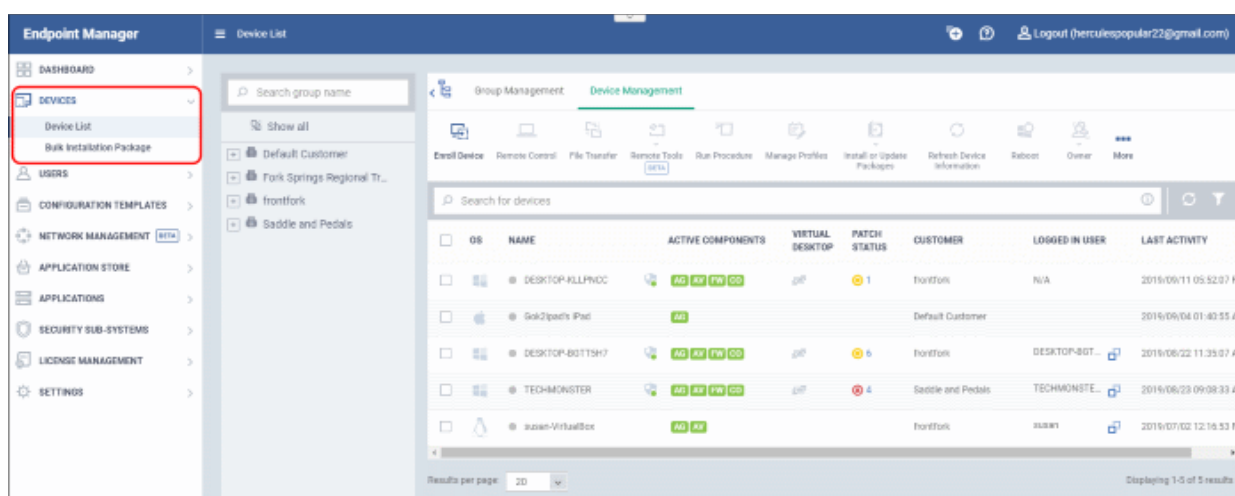 Endpoint Manager
Device List
Logout (herculespopular22@gmail.com)
DASHBOARD
DEVICES
Device List
Bulk Installation Package
USERS
CONFIGURATION TEMPLATES
NETWORK MANAGEMENT BETA
APPLICATION STORE
APPLICATIONS
SECURITY SUB-SYSTEMS
LICENSE MANAGEMENT
SETTINGS
Search group name
Show all
Default Customer
Fork Springs Regional Tr...
frontfork
Saddle and Pedals
Group Management Device Management
Enroll Device Remote Control File Transfer Remote Tools BETA Run Procedure Manage Profiles Install or Update Packages Refresh Device Information Reboot Owner More
Search for devices
OS NAME ACTIVE COMPONENTS VIRTUAL DESKTOP PATCH STATUS CUSTOMER LOGGED IN USER LAST ACTIVITY
DESKTOP-KLLPNCC AG AV FW CO 1 frontfork N/A 2019/09/11 05:52:07
Gok2Ipad's iPad AG Default Customer 2019/09/04 01:40:55 A
DESKTOP-BGTT5H7 AG AV FW CO 6 frontfork DESKTOP-BGT... 2019/08/22 11:35:07 A
TECHMONSTER AG AV FW CO 4 Saddle and Pedals TECHMONSTE... 2019/08/23 09:08:33 A
susan-VirtualBox AG AV frontfork susan 2019/07/02 12:16:53
Results per page: 20
Displaying 1-5 of 5 results